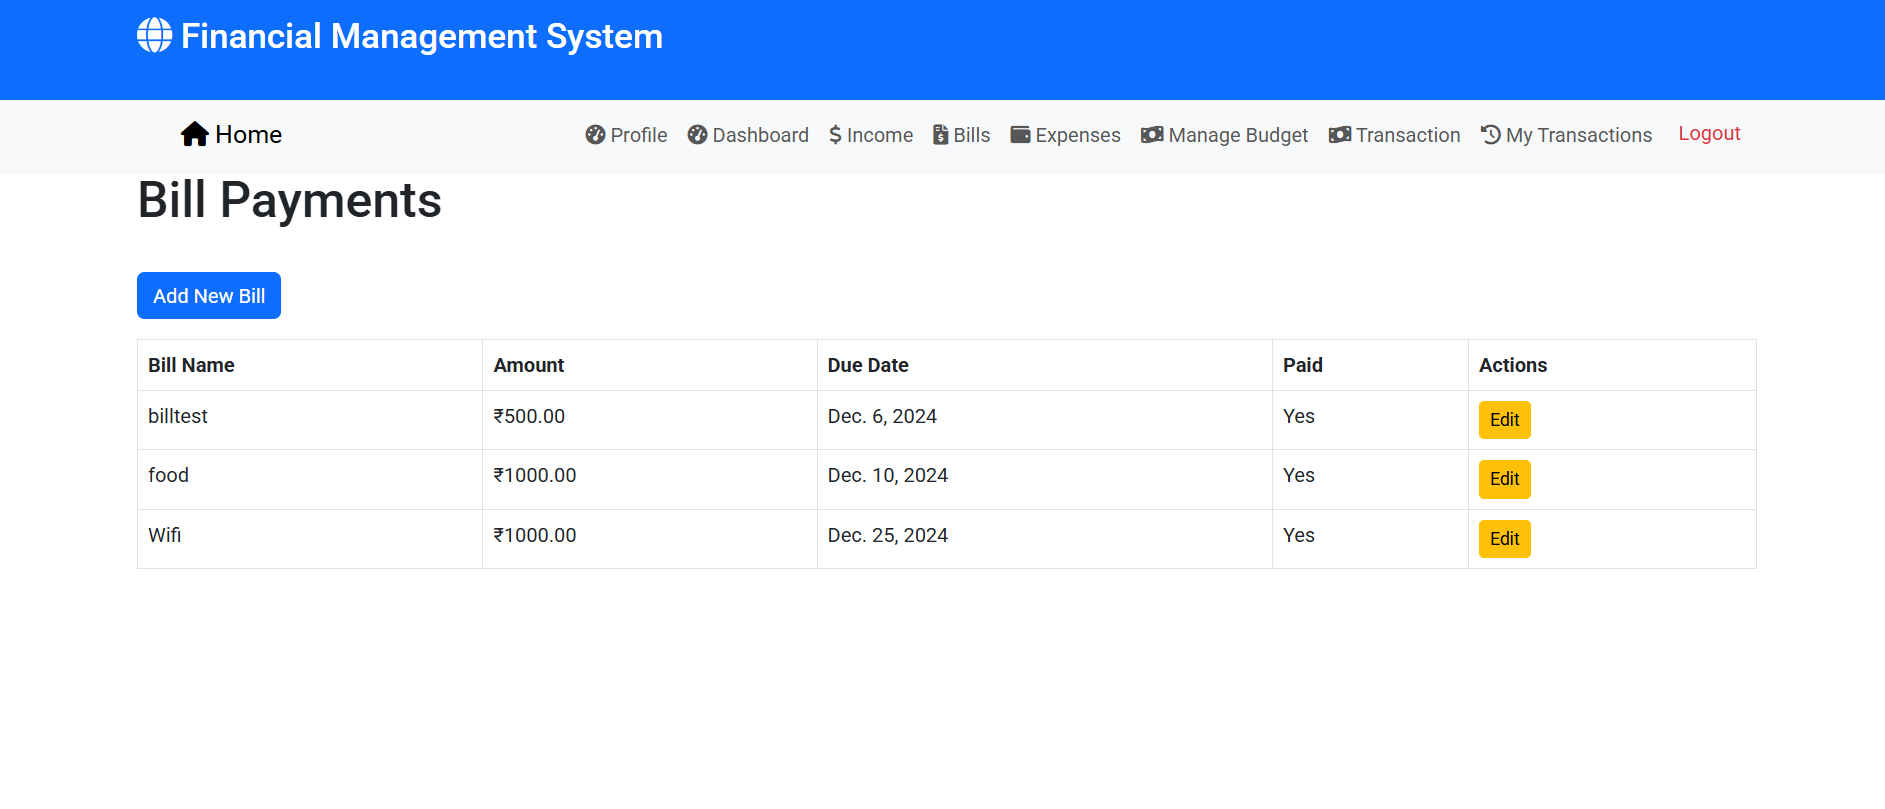 Financial Management System
Home Profile Dashboard Income Bills Expenses Manage Budget Transaction My Transactions Logout
Bill Payments
Add New Bill
Bill Name Amount Due Date Paid Actions
billtest ₹500.00 Dec. 6, 2024 Yes Edit
food ₹1000.00 Dec. 10, 2024 Yes Edit
Wifi ₹1000.00 Dec. 25, 2024 Yes Edit